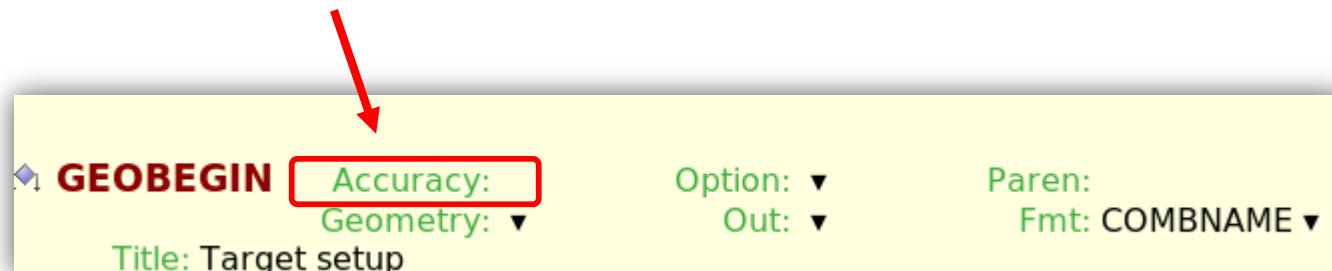 GEOBEGIN Accuracy: Option: ▼ Paren:
Geometry: ▼ Out: ▼ Fmt: COMBNAME ▼
Title: Target setup